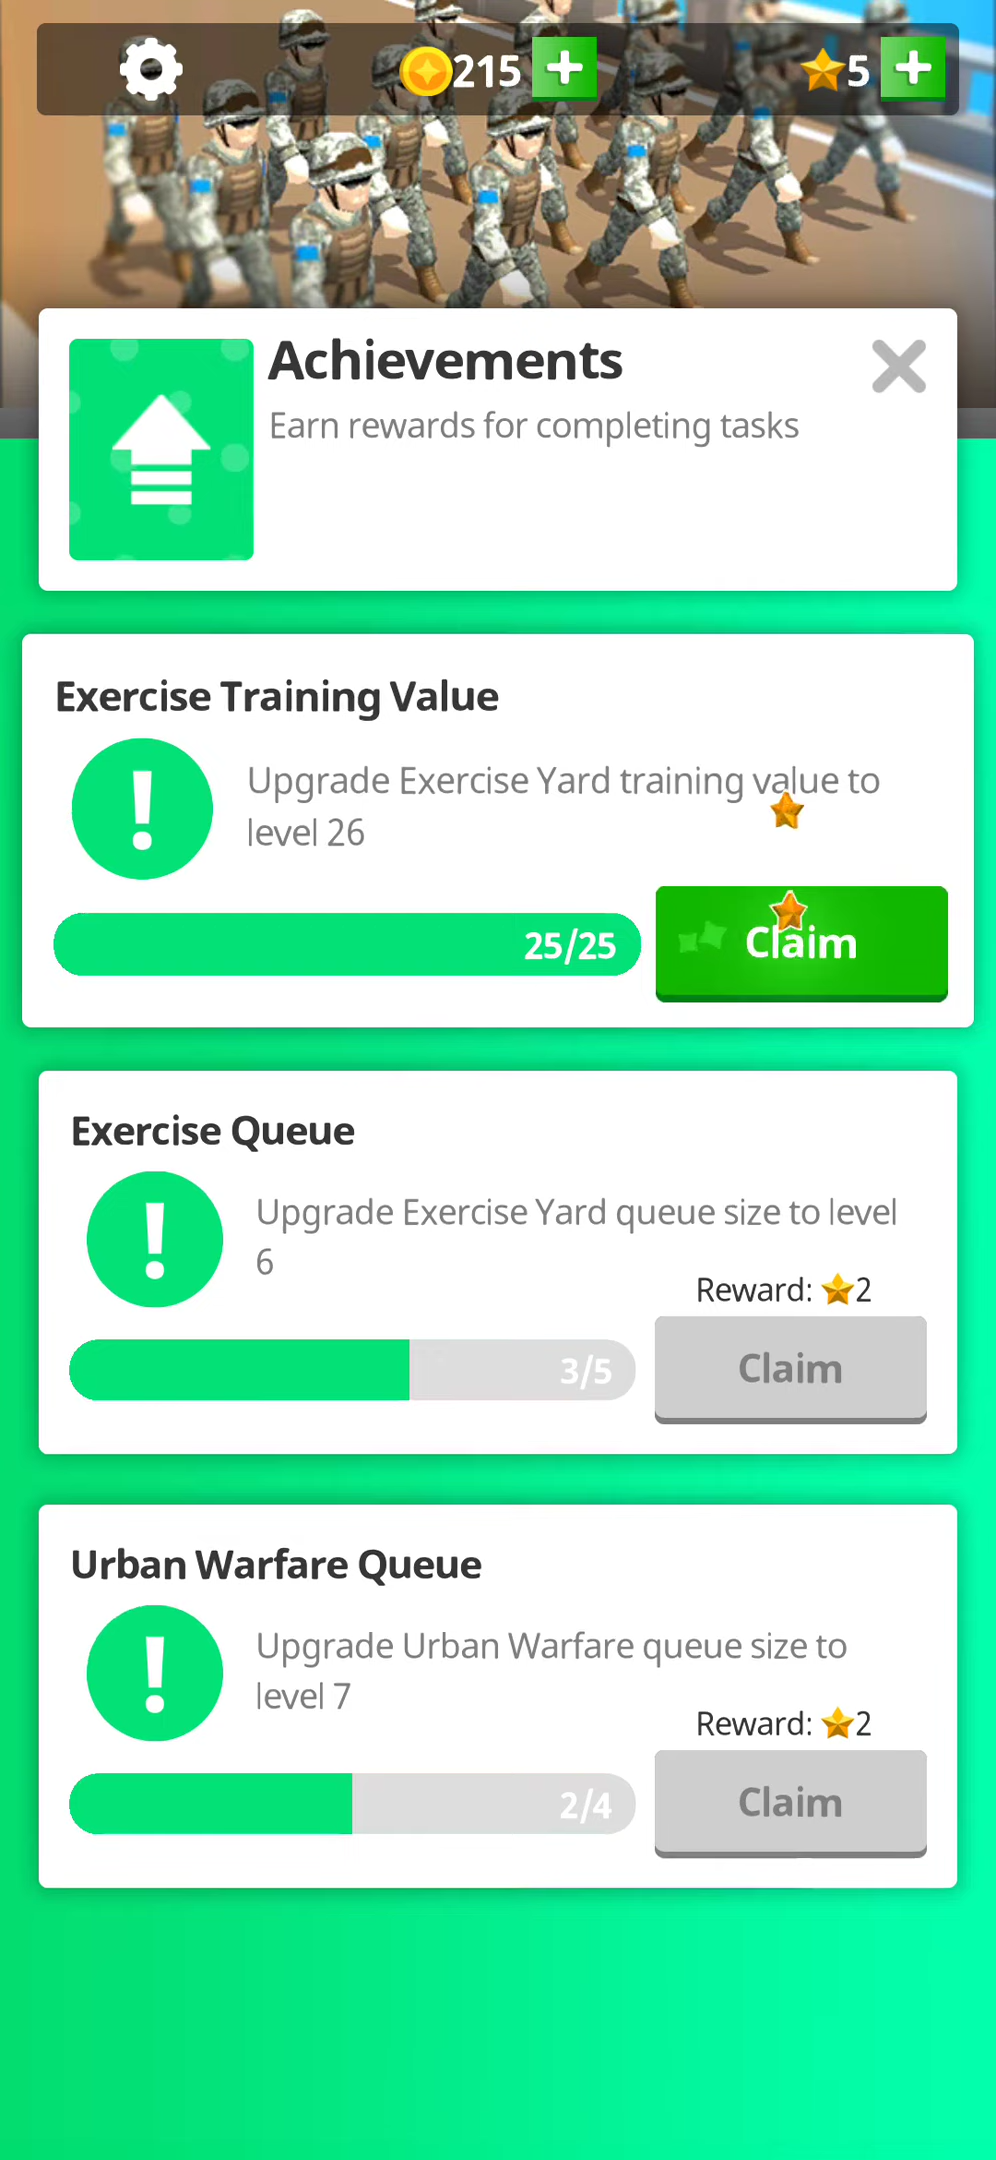 215
5
Achievements
Earn rewards for completing tasks
Exercise Training Value
Upgrade Exercise Yard training value to
level 26
25/25
Claim
Exercise Queue
Upgrade Exercise Yard queue size to level
6
Reward: 2
3/5
Claim
Urban Warfare Queue
Upgrade Urban Warfare queue size to
level 7
Reward: 2
2/4
Claim